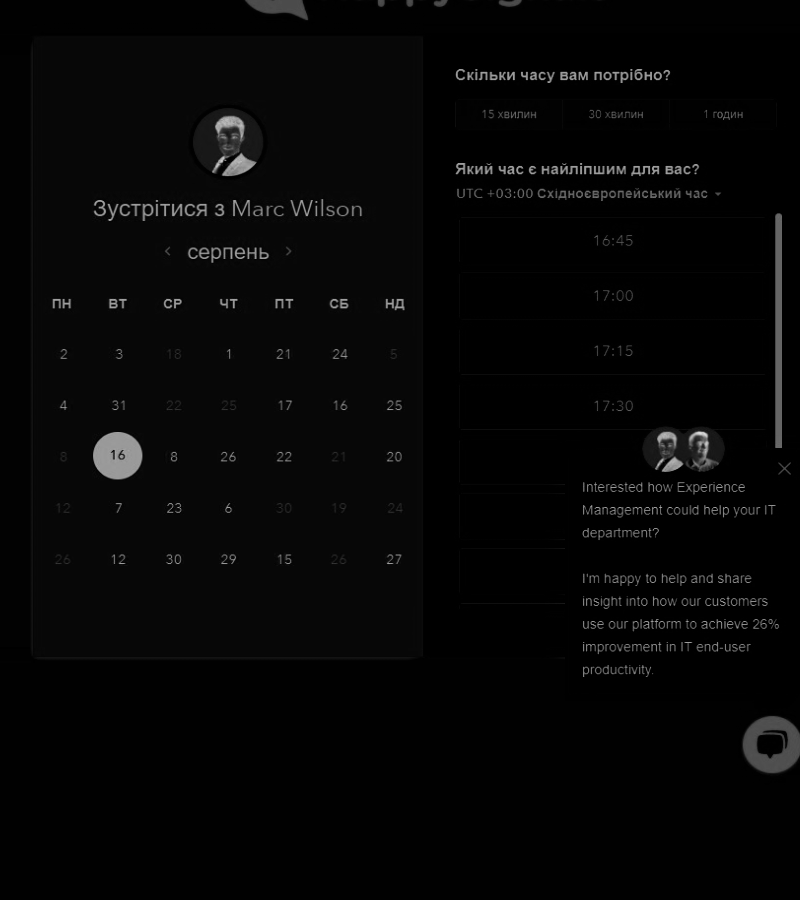 Зустрітися з Marc Wilson
серпень
ПН ВТ СР ЧТ ПТ СБ НД
2 3 18 1 21 24 5
4 31 22 25 17 16 25
8 16 8 26 22 21 20
12 7 23 6 30 19 24
26 12 30 29 15 26 27
Скільки часу вам потрібно?
15 хвилин 30 хвилин 1 годин
Який час є найліпшим для вас?
UTC +03:00 Східноєвропейський час
16:45
17:00
17:15
17:30
Interested how Experience
Management could help your IT
department?
I'm happy to help and share
insight into how our customers
use our platform to achieve 26%
improvement in IT end-user
productivity.